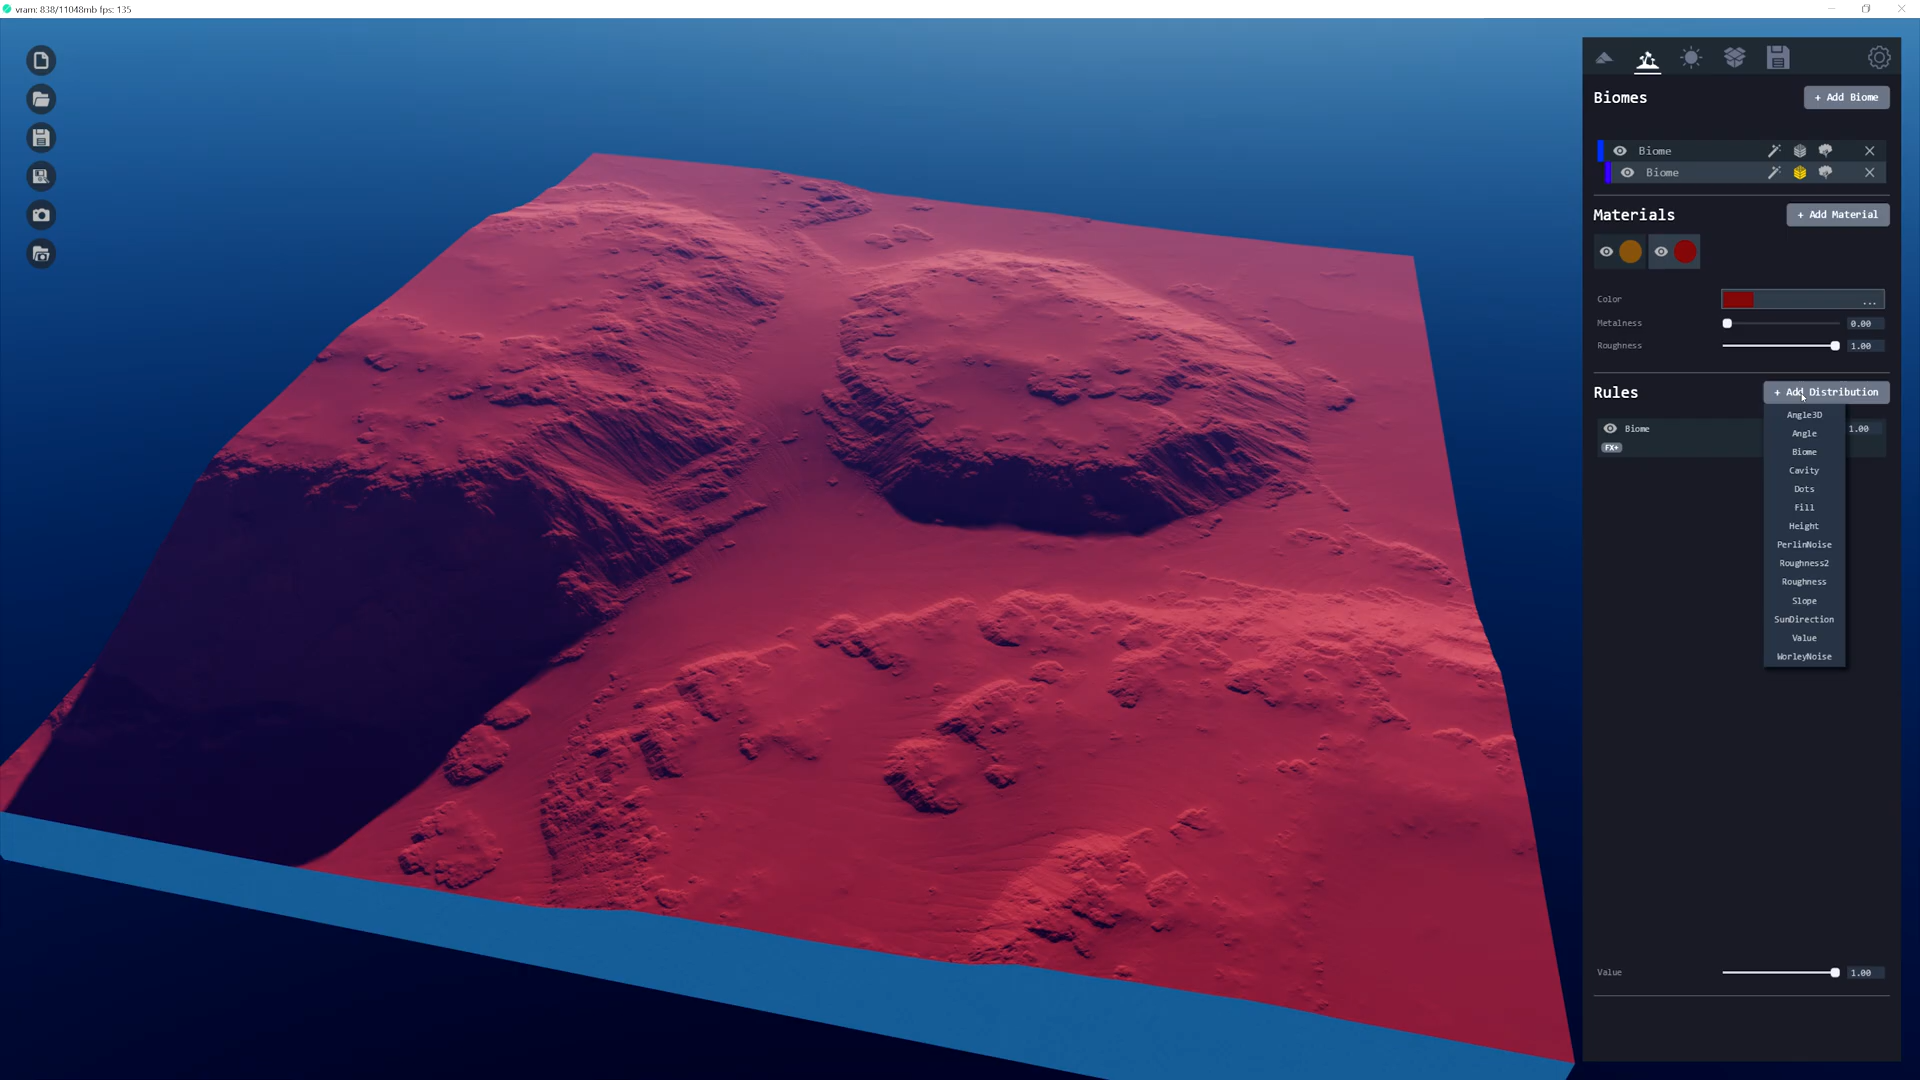 vram: 838/11048mb fps: 135
Biomes
+ Add Biome
Biome
Biome
Materials
+ Add Material
Color
...
Metalness
0.00
Roughness
1.00
Rules
+ Add Distribution
Biome
1.00
FX+
Angle3D
Angle
Biome
Cavity
Dots
Fill
Height
PerlinNoise
Roughness2
Roughness
Slope
SunDirection
Value
WorleyNoise
Value
1.00